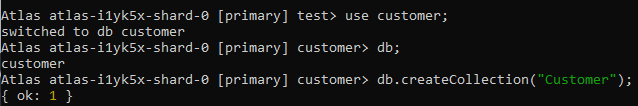 Atlas atlas-i1yk5x-shard-0 [primary] test> use customer;
switched to db customer
Atlas atlas-i1yk5x-shard-0 [primary] customer> db;
customer
Atlas atlas-i1yk5x-shard-0 [primary] customer> db.createCollection("Customer");
{ ok: 1 }